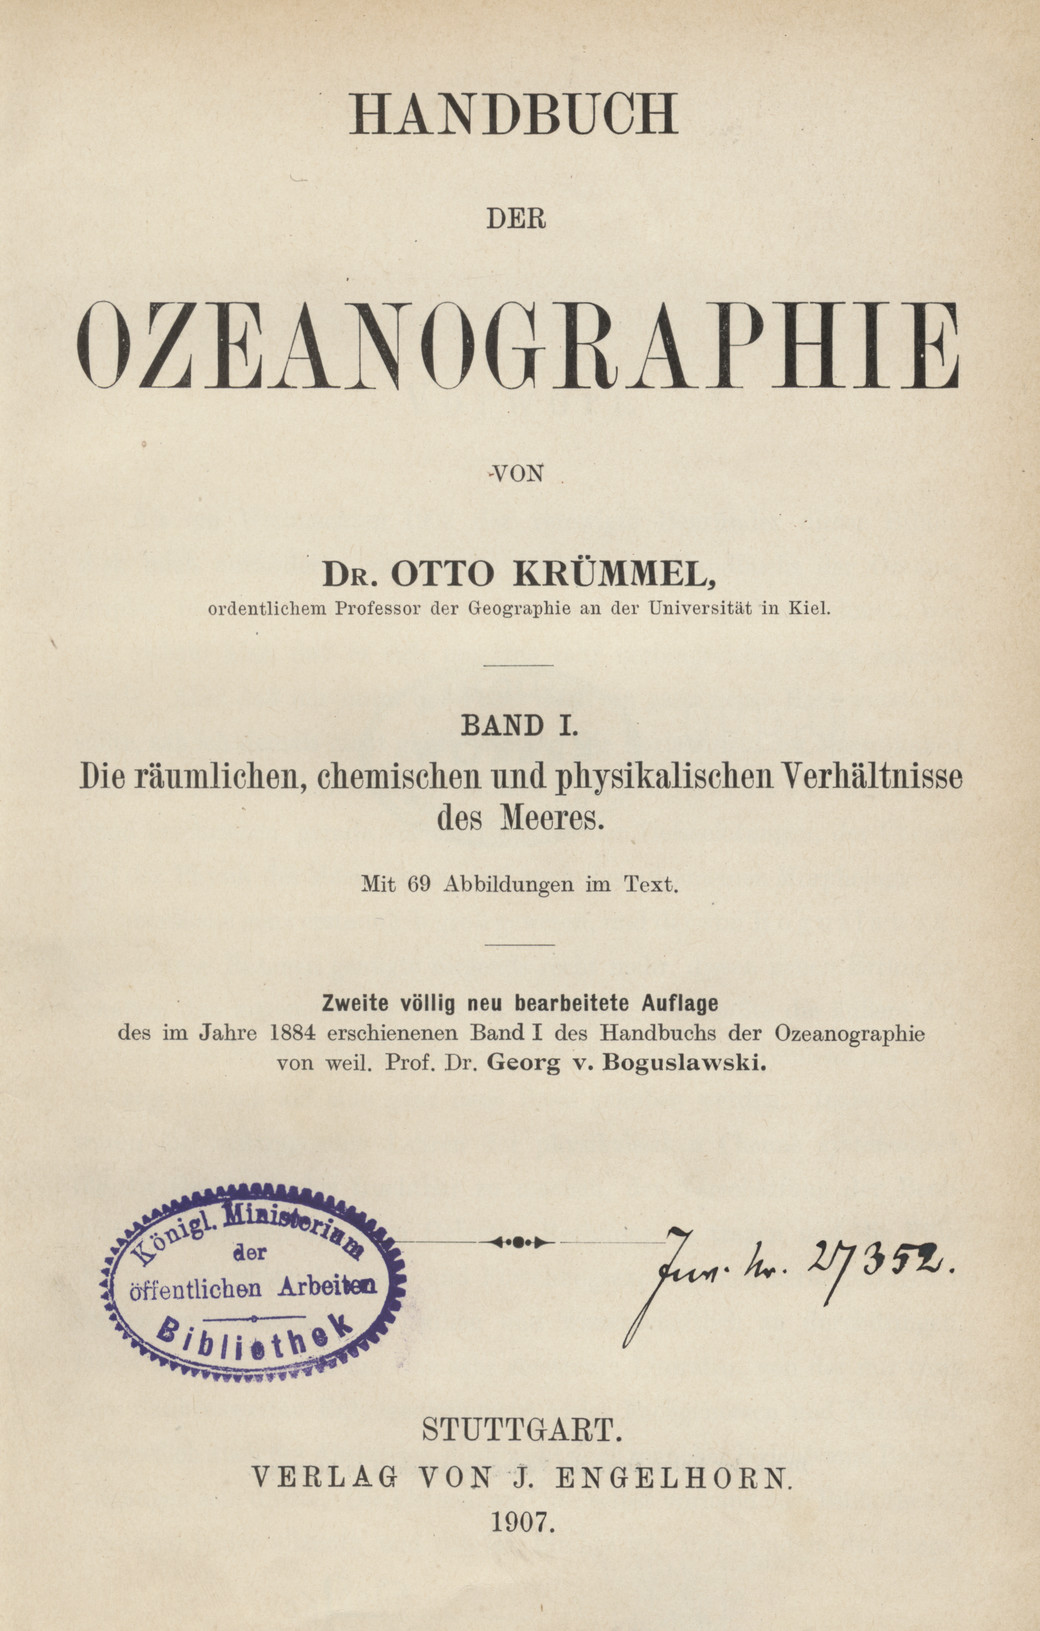 HANDBUCH
DER
OZEANOGRAPHIE
VON
DR. OTTO KRÜMMEL,
ordentlichem Professor der Geographie an der Universität in Kiel.
BAND I.
Die räumlichen, chemischen und physikalischen Verhältnisse
des Meeres.
Mit 69 Abbildungen im Text.
Zweite völlig neu bearbeitete Auflage
des im Jahre 1884 erschienenen Band I des Handbuchs der Ozeanographie
von weil. Prof. Dr. Georg v. Boguslawski.
Königl. Ministerium
der
öffentlichen Arbeiten
Bibliothek
Inv. Nr. 27352.
STUTTGART.
VERLAG VON J. ENGELHORN.
1907.